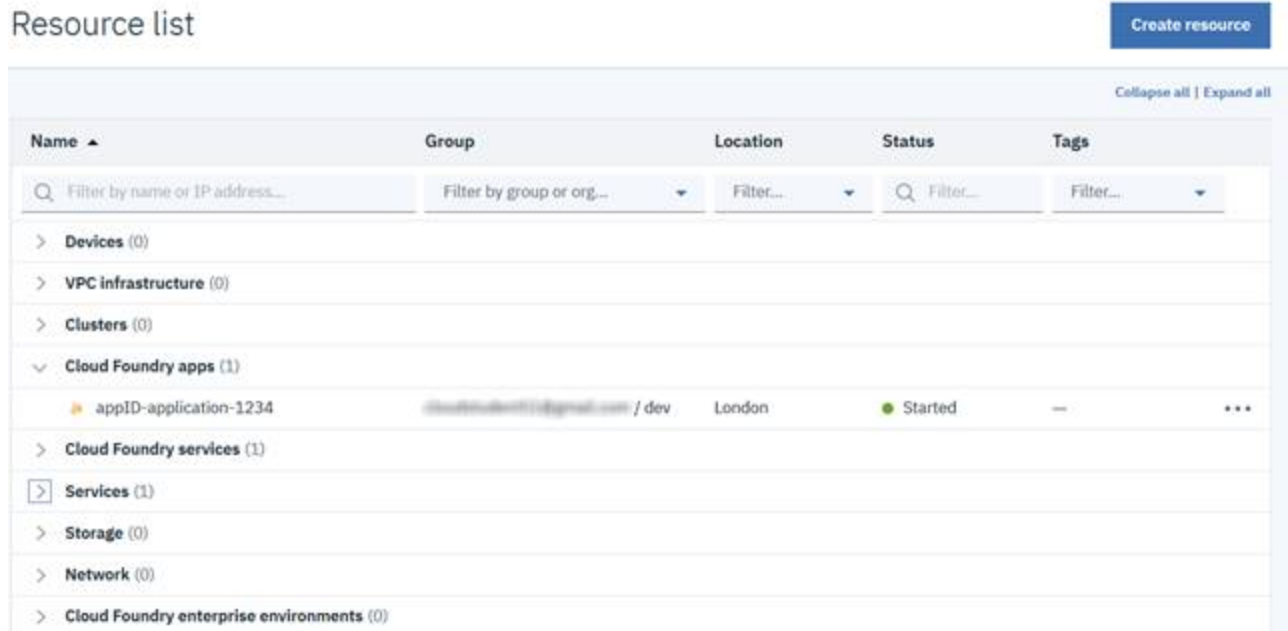 Resource list
Create resource
Collapse all | Expand all
Name Group Location Status Tags
Filter by name or IP address... Filter by group or org... Filter... Filter... Filter...
Devices (0)
VPC infrastructure (0)
Clusters (0)
Cloud Foundry apps (1)
appID-application-1234 / dev London Started — •••
Cloud Foundry services (1)
Services (1)
Storage (0)
Network (0)
Cloud Foundry enterprise environments (0)